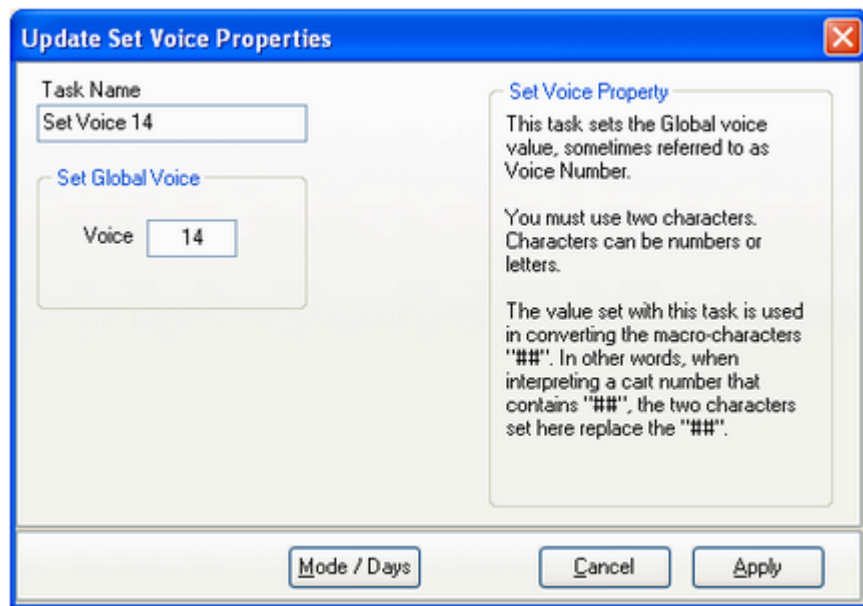 Update Set Voice Properties
Task Name
Set Voice 14
Set Global Voice
Voice 14
Set Voice Property
This task sets the Global voice
value, sometimes referred to as
Voice Number.
You must use two characters.
Characters can be numbers or
letters.
The value set with this task is used
in converting the macro-characters
"##". In other words, when
interpreting a cart number that
contains "##", the two characters
set here replace the "##".
Mode / Days
Cancel
Apply